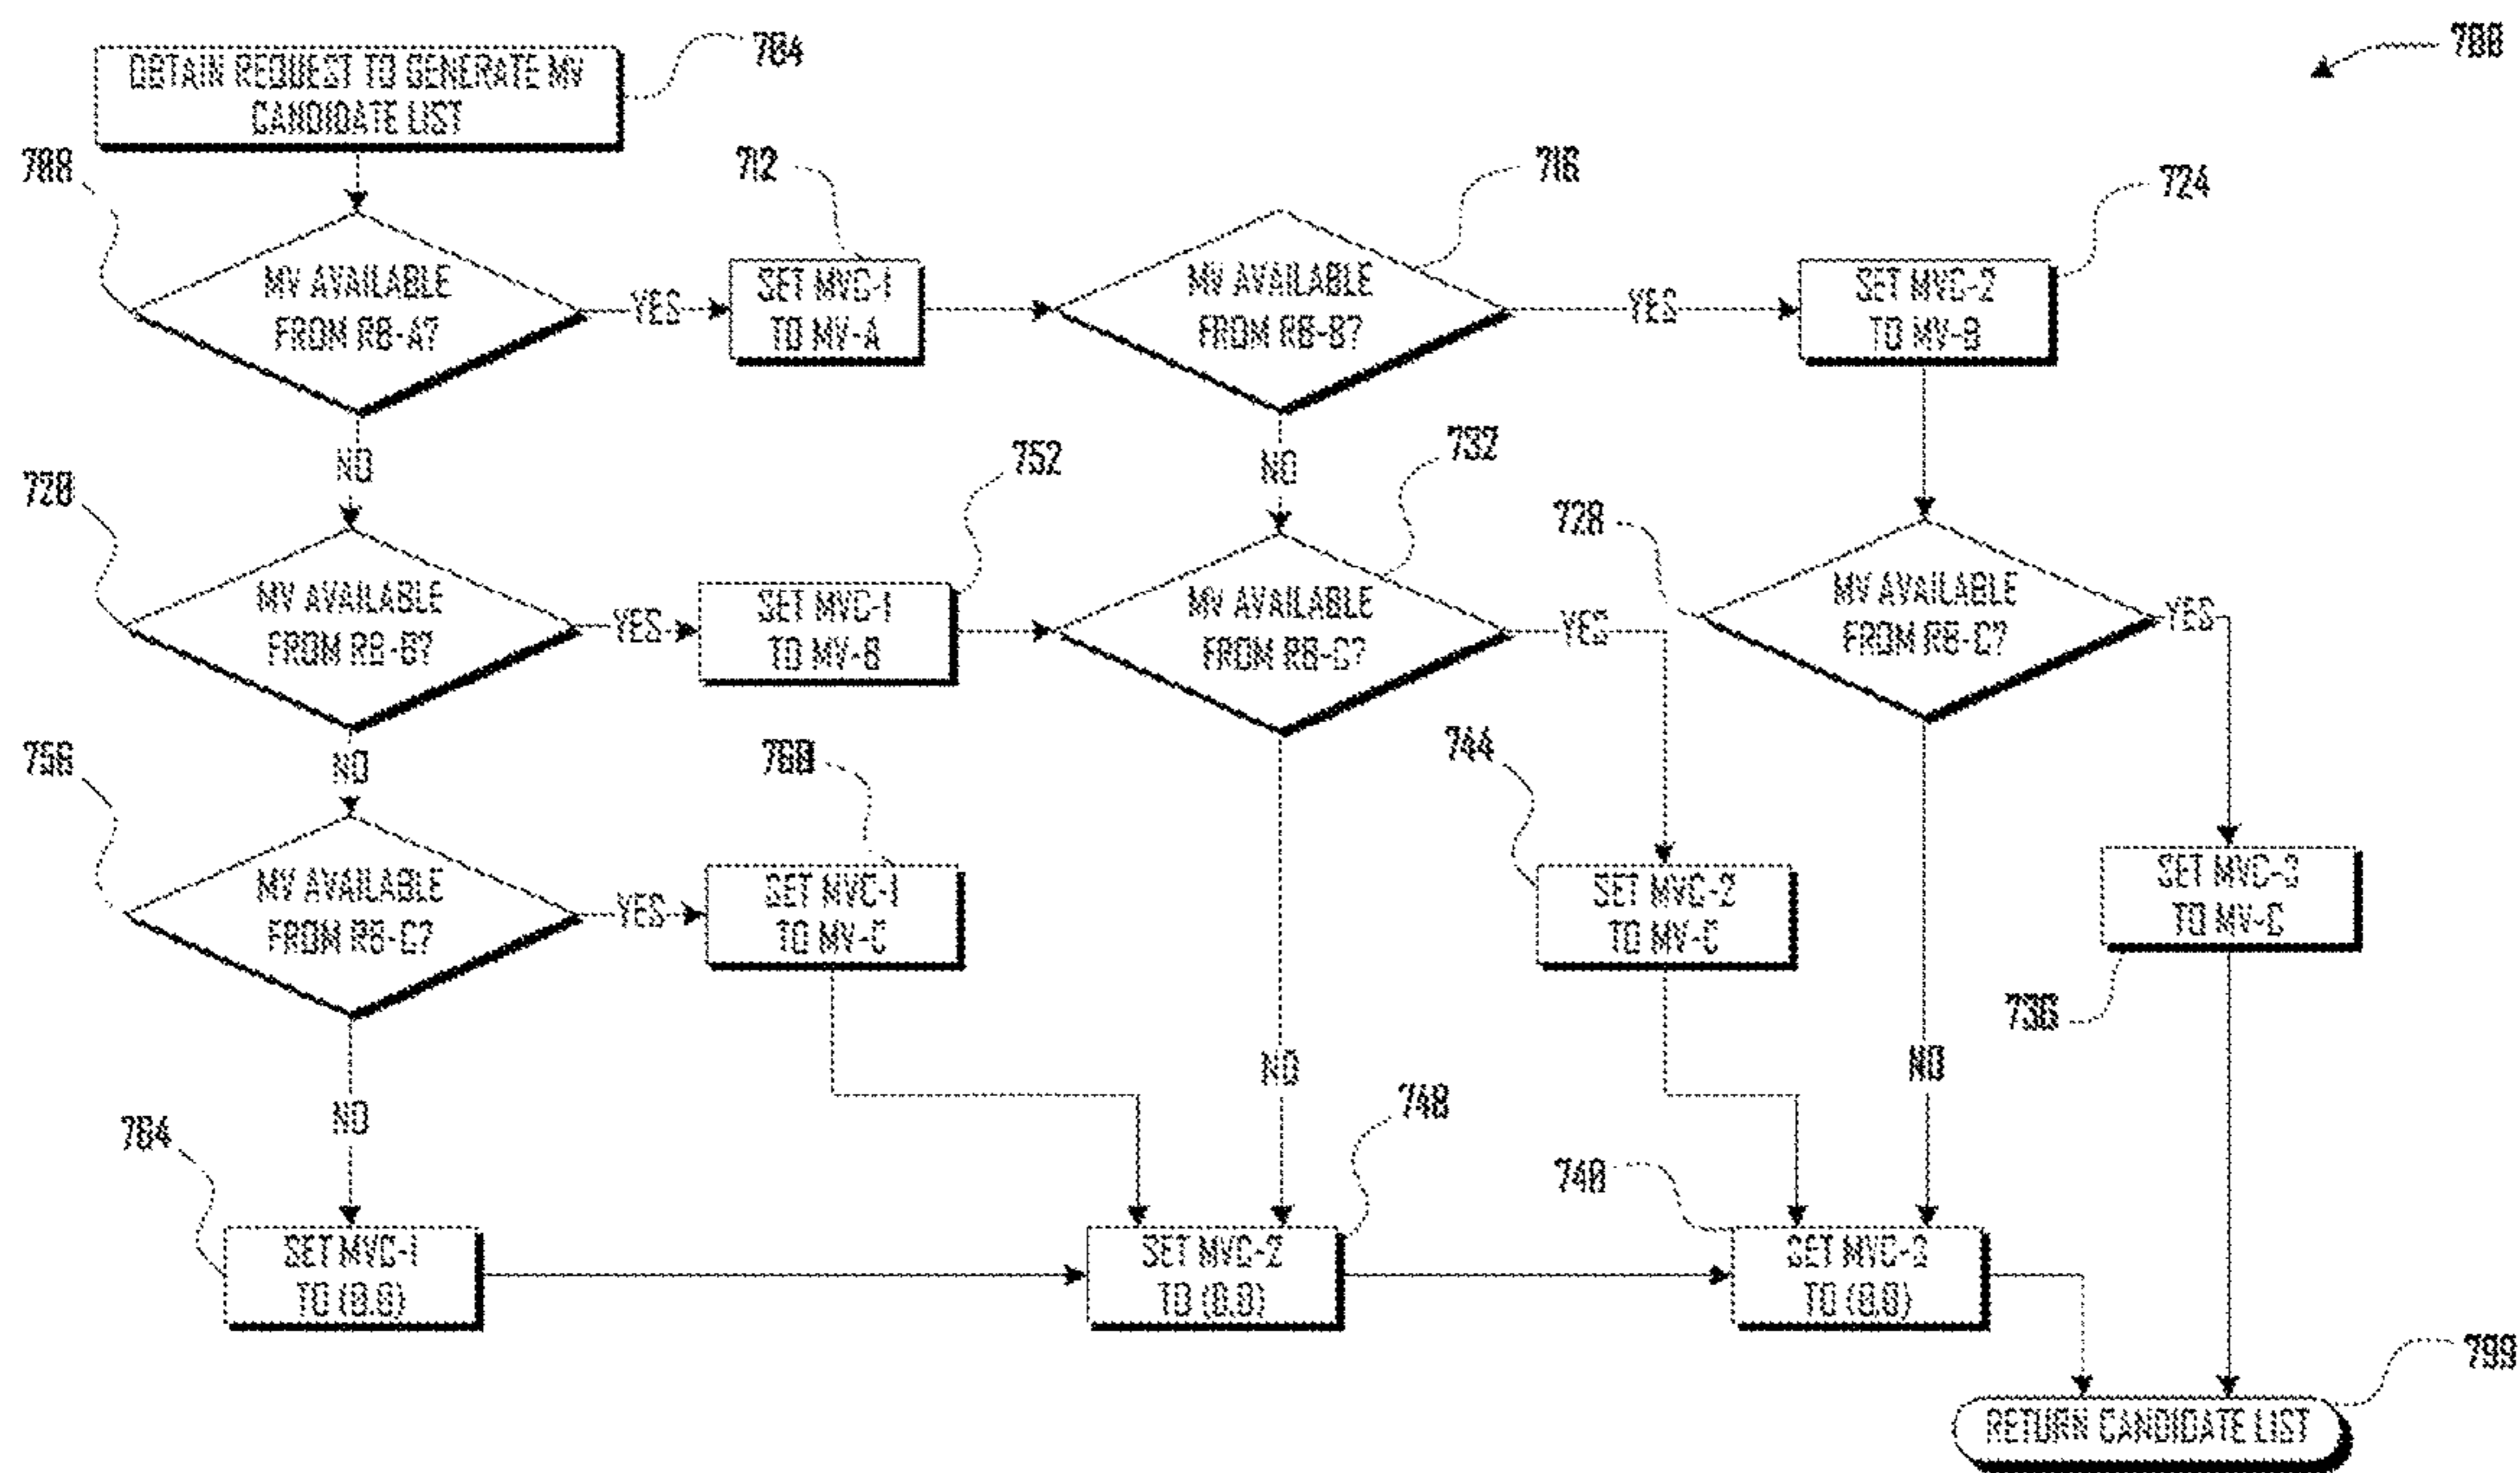 700
704
OBTAIN REQUEST TO GENERATE MV
CANDIDATE LIST
708
MV AVAILABLE
FROM RB-A?
YES
NO
712
SET MVC-1
TO MV-A
716
MV AVAILABLE
FROM RB-B?
YES
NO
724
SET MVC-2
TO MV-B
720
MV AVAILABLE
FROM RB-B?
YES
NO
752
SET MVC-1
TO MV-B
732
MV AVAILABLE
FROM RB-C?
YES
NO
728
MV AVAILABLE
FROM RB-C?
YES
NO
756
MV AVAILABLE
FROM RB-C?
YES
NO
760
SET MVC-1
TO MV-C
744
SET MVC-2
TO MV-C
736
SET MVC-3
TO MV-C
764
SET MVC-1
TO (0,0)
748
SET MVC-2
TO (0,0)
740
SET MVC-3
TO (0,0)
799
RETURN CANDIDATE LIST